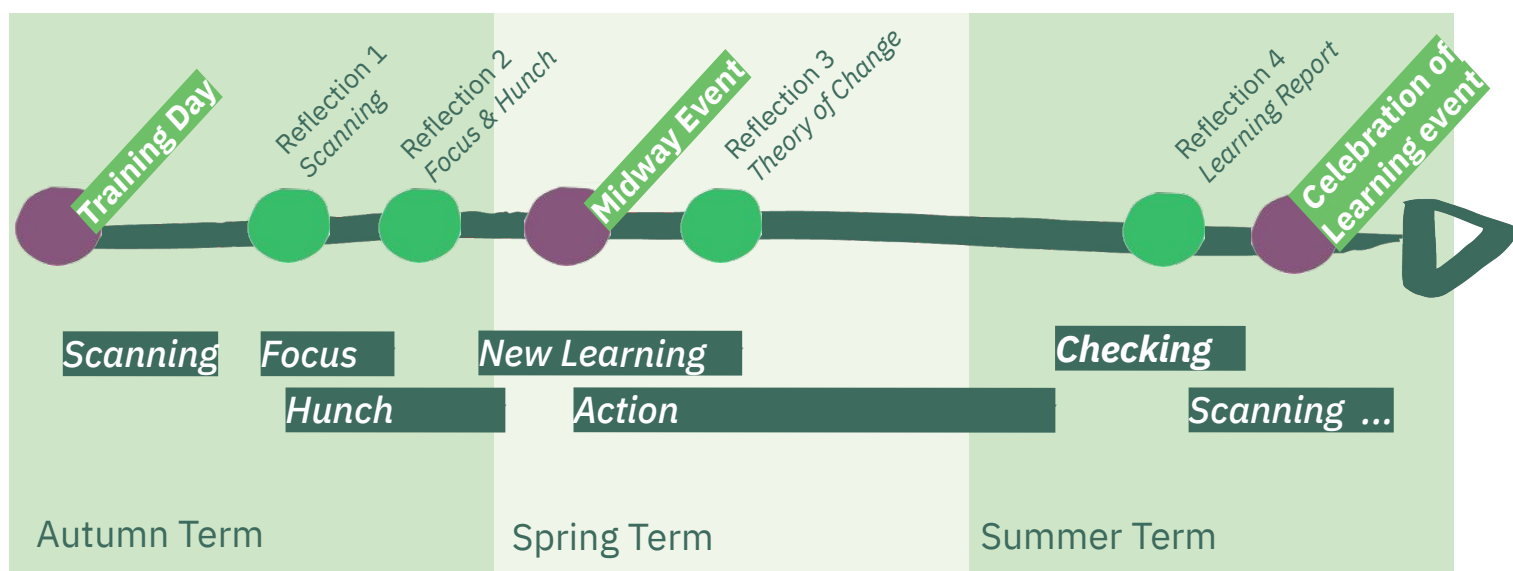 Training Day
Reflection 1
Scanning
Reflection 2
Focus & Hunch
Midway Event
Reflection 3
Theory of Change
Reflection 4
Learning Report
Celebration of
Learning event
Scanning
Focus
New Learning
Checking
Hunch
Action
Scanning ...
Autumn Term
Spring Term
Summer Term